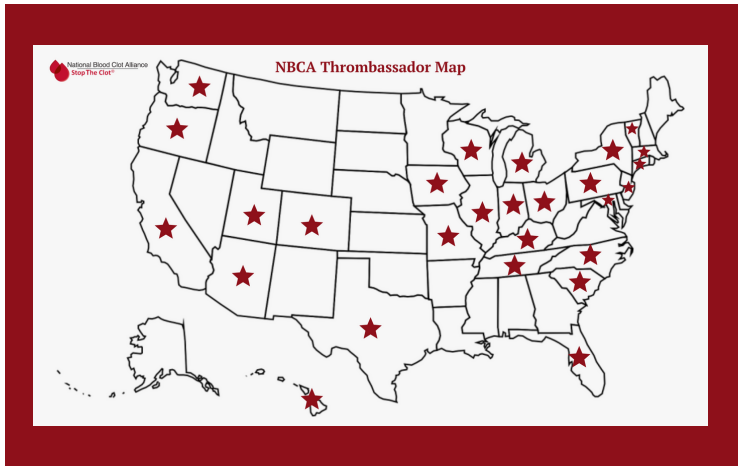 National Blood Clot Alliance
Stop The Clot®
NBCA Thrombassador Map